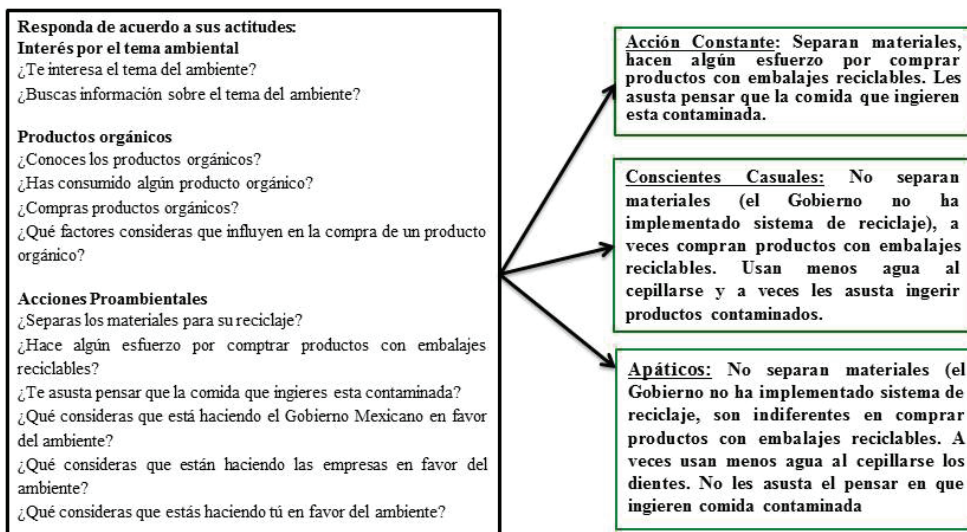 Responda de acuerdo a sus actitudes:
Interés por el tema ambiental
¿Te interesa el tema del ambiente?
¿Buscas información sobre el tema del ambiente?
Productos orgánicos
¿Conoces los productos orgánicos?
¿Has consumido algún producto orgánico?
¿Compras productos orgánicos?
¿Qué factores consideras que influyen en la compra de un producto
orgánico?
Acciones Proambientales
¿Separas los materiales para su reciclaje?
¿Hace algún esfuerzo por comptrar productos con embalajes
reciclables?
¿Te asusta pensar que la comida que ingieres esta contaminada?
¿Qué consideras que está haciendo el Gobierno Mexicano en favor
del ambiente?
¿Qué consideras que están haciendo las empresas en favor del
ambiente?
¿Qué consideras que estás haciendo tú en favor del ambiente?
Acción Constante: Separan materiales,
hacen algún esfuerzo por comprar
productos con embalajes reciclables. Les
asusta pensar que la comida que ingieren
esta contaminada.
Conscientes Casuales: No separan
materiales (el Gobierno no ha
implementado sistema de reciclaje), a
veces compran productos con embalajes
reciclables. Usan menos agua al
cepillarse y a veces les asusta ingerir
productos contaminados.
Apáticos: No separan materiales (el
Gobierno no ha implementado sistema de
reciclaje, son indiferentes en comprar
productos con embalajes reciclables. A
veces usan menos agua al cepillarse los
dientes. No les asusta el pensar en que
ingieren comida contaminada